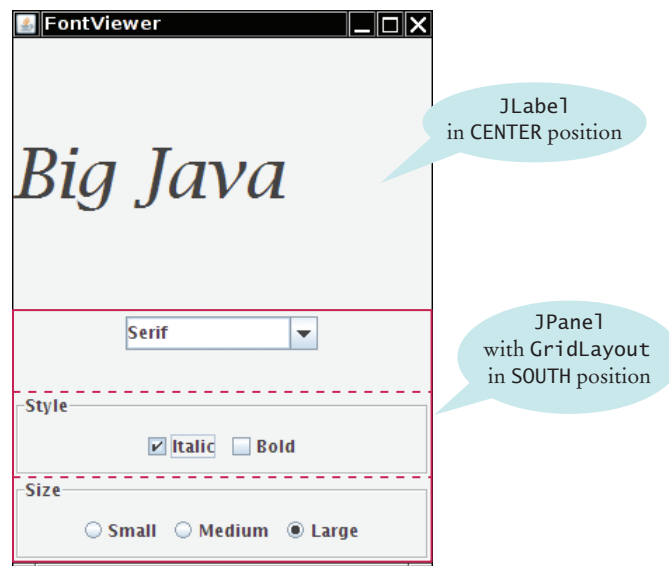 FontViewer
JLabel
in CENTER position
Big Java
Serif
JPanel
with GridLayout
in SOUTH position
Style
Italic Bold
Size
Small Medium Large